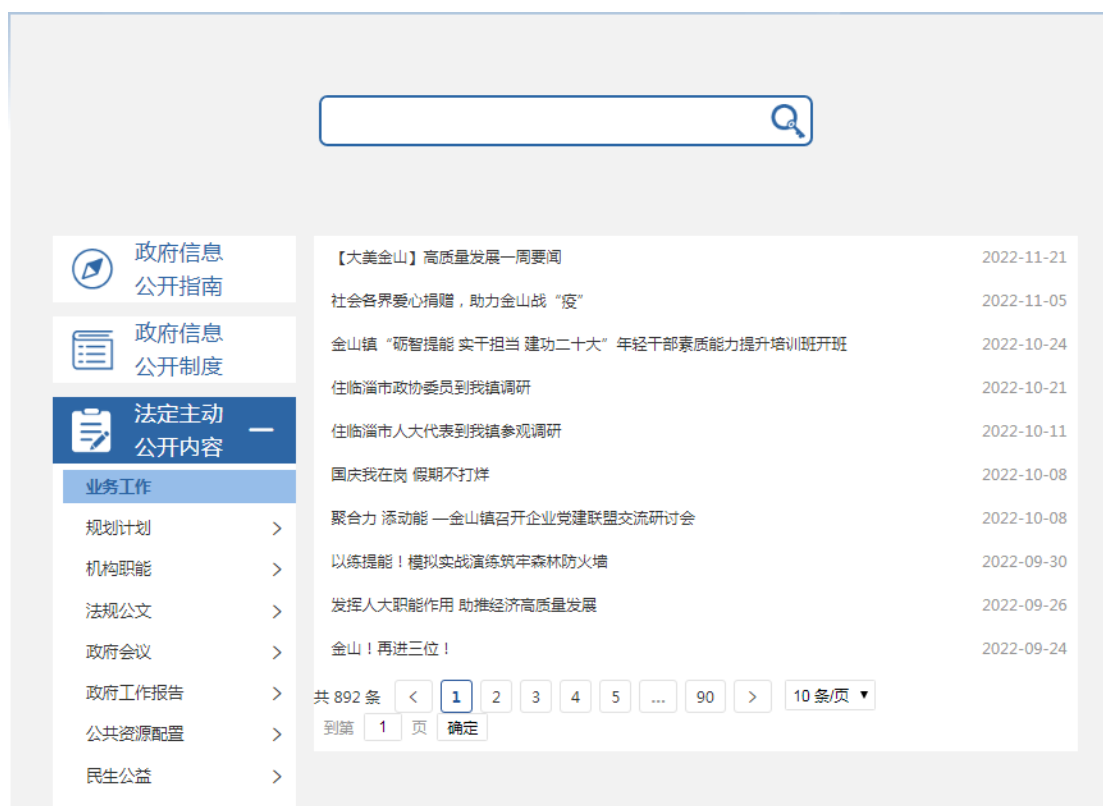 政府信息
公开指南
政府信息
公开制度
法定主动
公开内容
业务工作
规划计划
机构职能
法规公文
政府会议
政府工作报告
公共资源配置
民生公益
【大美金山】高质量发展一周要闻 2022-11-21
社会各界爱心捐赠，助力金山战“疫” 2022-11-05
金山镇“砺智提能 实干担当 建功二十大”年轻干部素质能力提升培训班开班 2022-10-24
住临淄市政协委员到我镇调研 2022-10-21
住临淄市人大代表到我镇参观调研 2022-10-11
国庆我在岗 假期不打烊 2022-10-08
聚合力 添动能 —金山镇召开企业党建联盟交流研讨会 2022-10-08
以练提能！模拟实战演练筑牢森林防火墙 2022-09-30
发挥人大职能作用 助推经济高质量发展 2022-09-26
金山！再进三位！ 2022-09-24
共 892 条 < 1 2 3 4 5 ... 90 > 10 条/页
到第 1 页 确定